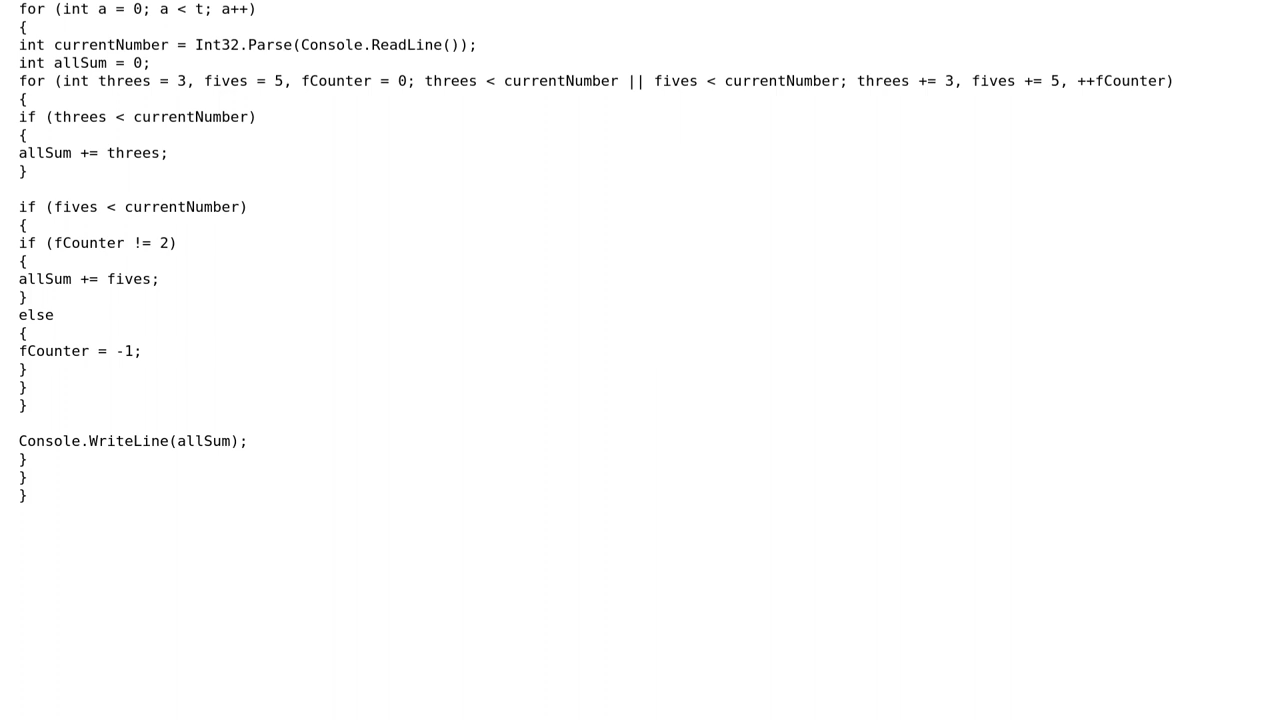 for (int a = 0; a < t; a++)
{
int currentNumber = Int32.Parse(Console.ReadLine());
int allSum = 0;
for (int threes = 3, fives = 5, fCounter = 0; threes < currentNumber || fives < currentNumber; threes += 3, fives += 5, ++fCounter)
{
if (threes < currentNumber)
{
allSum += threes;
}

if (fives < currentNumber)
{
if (fCounter != 2)
{
allSum += fives;
}
else
{
fCounter = -1;
}
}
}

Console.WriteLine(allSum);
}
}
}